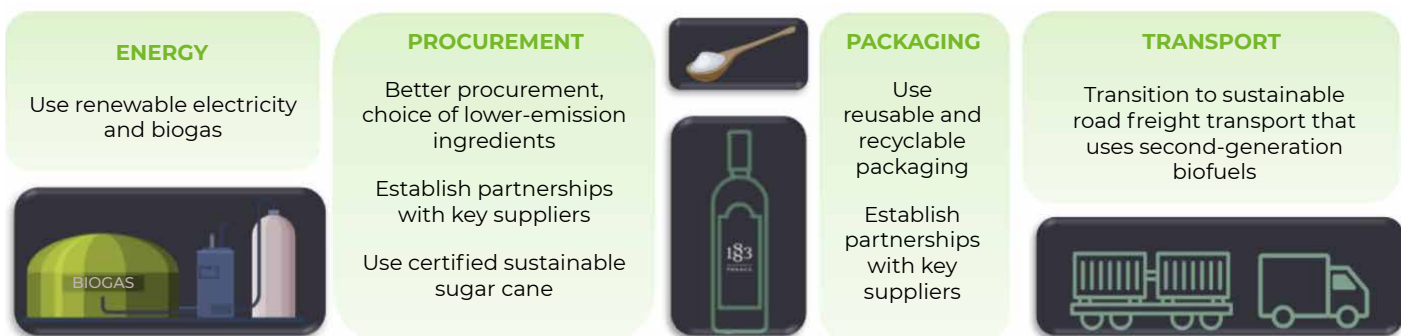 ENERGY
Use renewable electricity
and biogas
BIOGAS
PROCUREMENT
Better procurement,
choice of lower-emission
ingredients
Establish partnerships
with key suppliers
Use certified sustainable
sugar cane
183
FRANCE
PACKAGING
Use
reusable and
recyclable
packaging
Establish
partnerships
with key
suppliers
TRANSPORT
Transition to sustainable
road freight transport that
uses second-generation
biofuels